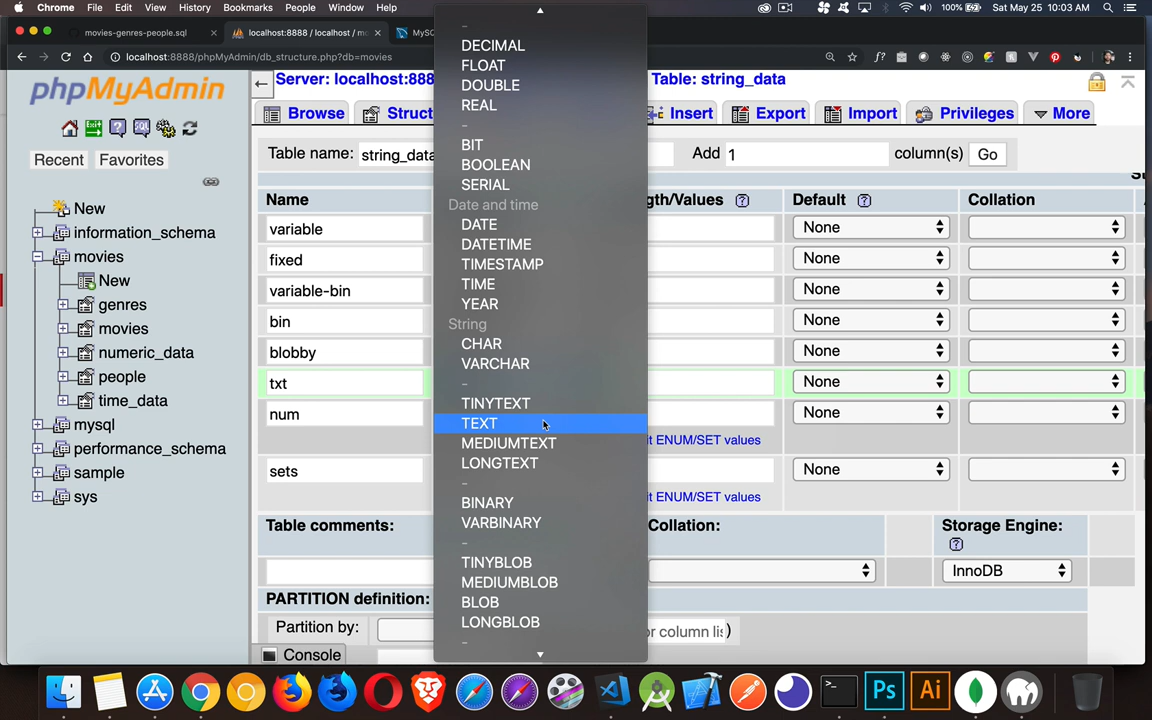 Chrome File Edit View History Bookmarks People Window Help 100% Sat May 25 10:03 AM
movies-genres-people.sql localhost:8888 / localhost / mo MySC
localhost:8888/phpMyAdmin/db_structure.php?db=movies
phpMyAdmin
Recent Favorites
New
information_schema
movies
New
genres
movies
numeric_data
people
time_data
mysql
performance_schema
sample
sys
Server: localhost:888 Table: string_data
Browse Struct Insert Export Import Privileges More
Table name: string_data Add 1 column(s) Go
Name gth/Values Default Collation
variable None
fixed None
variable-bin None
bin None
blobby None
txt None
num None
it ENUM/SET values
sets None
it ENUM/SET values
Table comments: Collation: Storage Engine:
InnoDB
PARTITION definition:
Partition by: or column lis )
Console
-
DECIMAL
FLOAT
DOUBLE
REAL
-
BIT
BOOLEAN
SERIAL
Date and time
DATE
DATETIME
TIMESTAMP
TIME
YEAR
String
CHAR
VARCHAR
-
TINYTEXT
TEXT
MEDIUMTEXT
LONGTEXT
-
BINARY
VARBINARY
-
TINYBLOB
MEDIUMBLOB
BLOB
LONGBLOB
-
Ps Ai